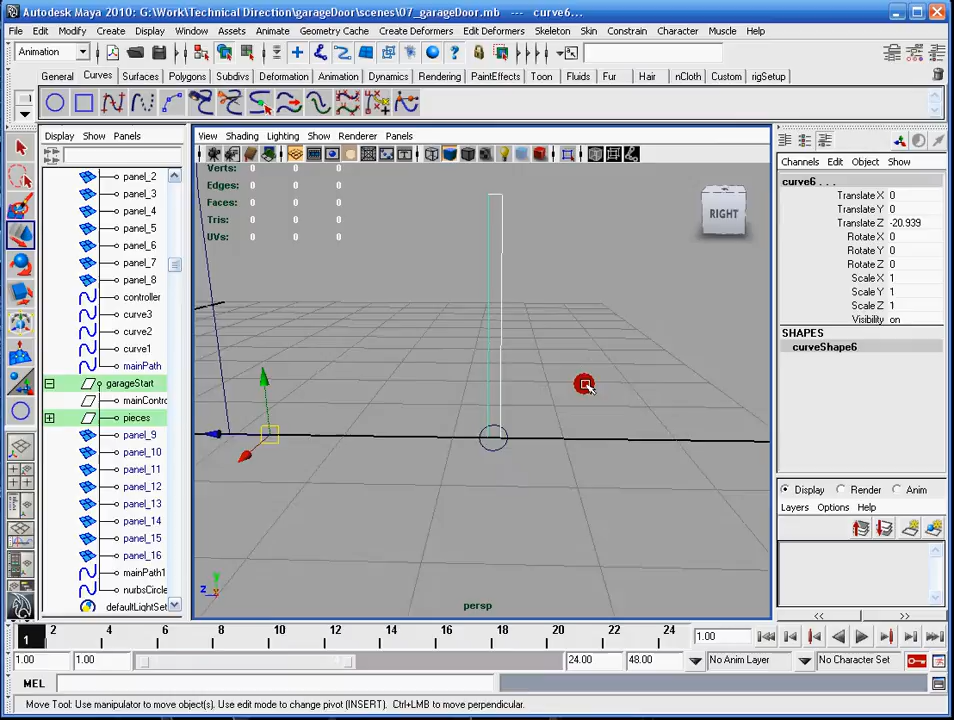 Autodesk Maya 2010: G:\Work\Technical Direction\garageDoor\scenes\07_garageDoor.mb --- curve6...
File Edit Modify Create Display Window Assets Animate Geometry Cache Create Deformers Edit Deformers Skeleton Skin Constrain Character Muscle Help
Animation
General Curves Surfaces Polygons Subdivs Deformation Animation Dynamics Rendering PaintEffects Toon Fluids Fur Hair nCloth Custom rigSetup
Display Show Panels
View Shading Lighting Show Renderer Panels
Channels Edit Object Show
panel_2
panel_3
panel_4
panel_5
panel_6
panel_7
panel_8
controller
curve3
curve2
curve1
mainPath
garageStart
mainContro
pieces
panel_9
panel_10
panel_11
panel_12
panel_13
panel_14
panel_15
panel_16
mainPath1
nurbsCircle
defaultLightSet
Verts: 0 0 0
Edges: 0 0 0
Faces: 0 0 0
Tris: 0 0 0
UVs: 0 0 0
RIGHT
y
z
x
persp
curve6 . . .
Translate X 0
Translate Y 0
Translate Z -20.939
Rotate X 0
Rotate Y 0
Rotate Z 0
Scale X 1
Scale Y 1
Scale Z 1
Visibility on
SHAPES
curveShape6
Display Render Anim
Layers Options Help
<< >>
1 2 4 6 8 10 12 14 16 18 20 22 24
1.00
1.00 1.00 24.00 48.00 No Anim Layer No Character Set
MEL
Move Tool: Use manipulator to move object(s). Use edit mode to change pivot (INSERT). Ctrl+LMB to move perpendicular.